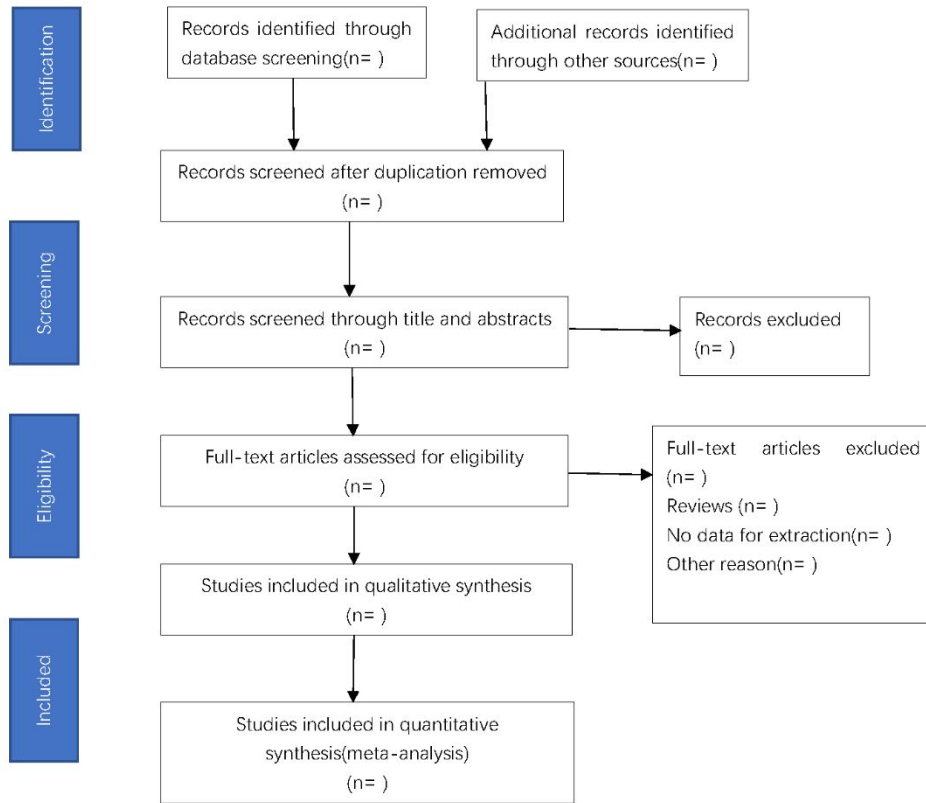 Identification
Records identified through
database screening(n= )
Additional records identified
through other sources(n= )
Records screened after duplication removed
(n= )
Screening
Records screened through title and abstracts
(n= )
Records excluded
(n= )
Eligibility
Full-text articles assessed for eligibility
(n= )
Full-text articles excluded
(n= )
Reviews (n= )
No data for extraction(n= )
Other reason(n= )
Studies included in qualitative synthesis
(n= )
Included
Studies included in quantitative
synthesis(meta-analysis)
(n= )